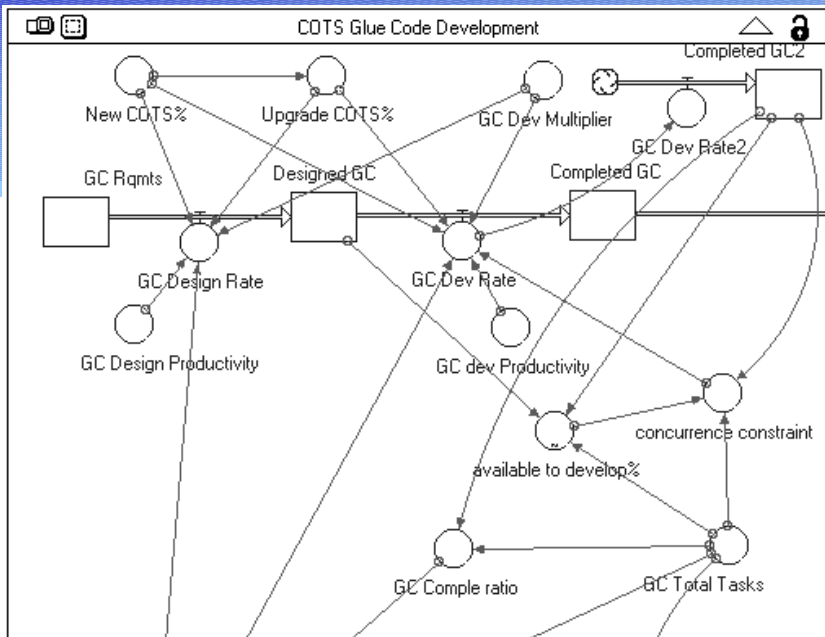 COTS Glue Code Development
Completed GC2
New COTS%
Upgrade COTS%
GC Dev Multiplier
GC Dev Rate2
GC Rqmts
Designed GC
Completed GC
GC Design Rate
GC Dev Rate
GC Design Productivity
GC dev Productivity
concurrence constraint
available to develop%
GC Comple ratio
GC Total Tasks